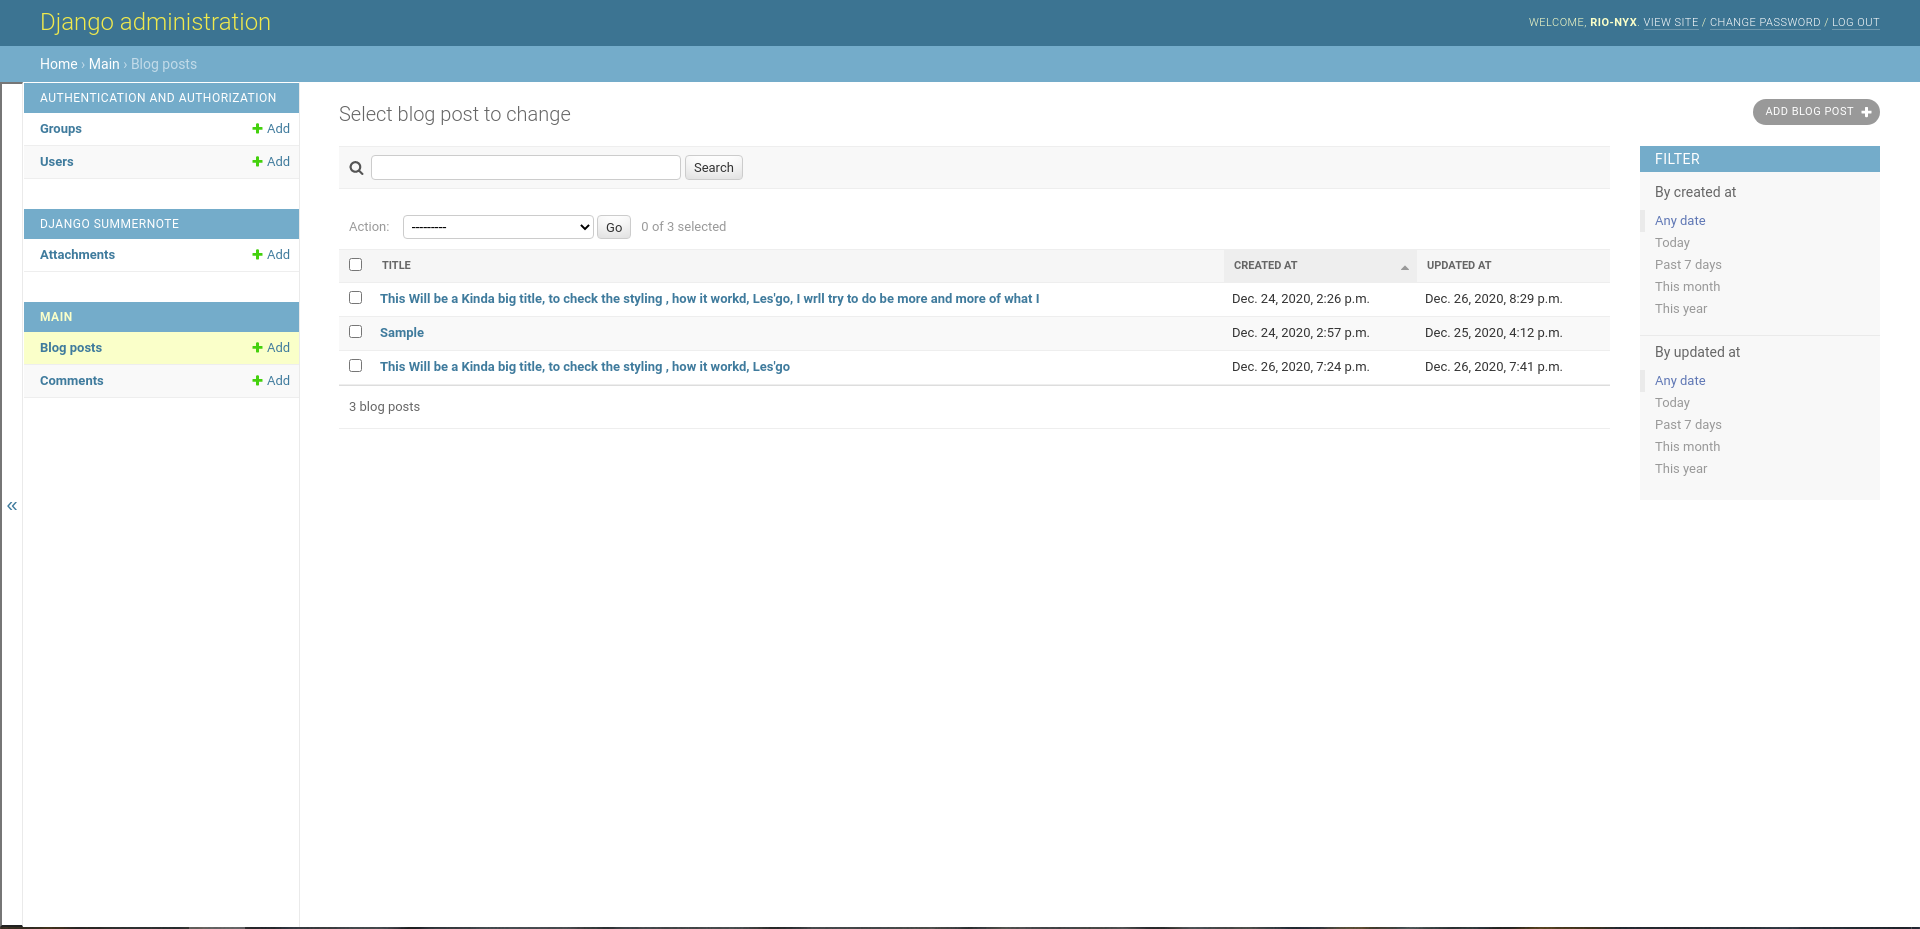 Django administration
WELCOME, RIO-NYX. VIEW SITE / CHANGE PASSWORD / LOG OUT
Home › Main › Blog posts
AUTHENTICATION AND AUTHORIZATION
Groups + Add
Users + Add
DJANGO SUMMERNOTE
Attachments + Add
MAIN
Blog posts + Add
Comments + Add
«
Select blog post to change
ADD BLOG POST +
Search
Action: --------- Go 0 of 3 selected
TITLE CREATED AT UPDATED AT
This Will be a Kinda big title, to check the styling , how it workd, Les'go, I wrll try to do be more and more of what I Dec. 24, 2020, 2:26 p.m. Dec. 26, 2020, 8:29 p.m.
Sample Dec. 24, 2020, 2:57 p.m. Dec. 25, 2020, 4:12 p.m.
This Will be a Kinda big title, to check the styling , how it workd, Les'go Dec. 26, 2020, 7:24 p.m. Dec. 26, 2020, 7:41 p.m.
3 blog posts
FILTER
By created at
Any date
Today
Past 7 days
This month
This year
By updated at
Any date
Today
Past 7 days
This month
This year